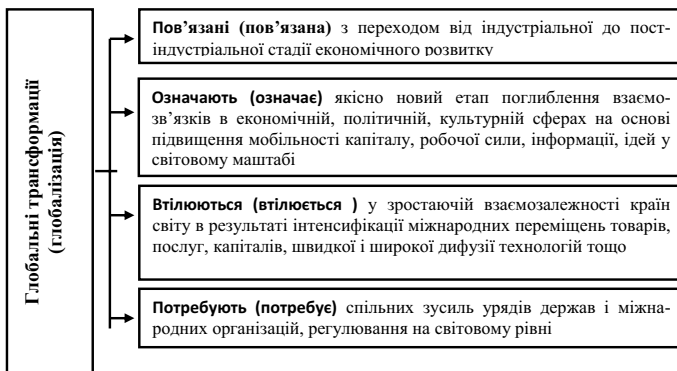 Глобальні трансформації
(глобалізація)
Пов’язані (пов’язана) з переходом від індустріальної до пост-
індустріальної стадії економічного розвитку
Означають (означає) якісно новий етап поглиблення взаємо-
зв’язків в економічній, політичній, культурній сферах на основі
підвищення мобільності капіталу, робочої сили, інформації, ідей у
світовому маштабі
Втілюються (втілюється ) у зростаючій взаємозалежності країн
світу в результаті інтенсифікації міжнародних переміщень товарів,
послуг, капіталів, швидкої і широкої дифузії технологій тощо
Потребують (потребує) спільних зусиль урядів держав і міжна-
родних організацій, регулювання на світовому рівні